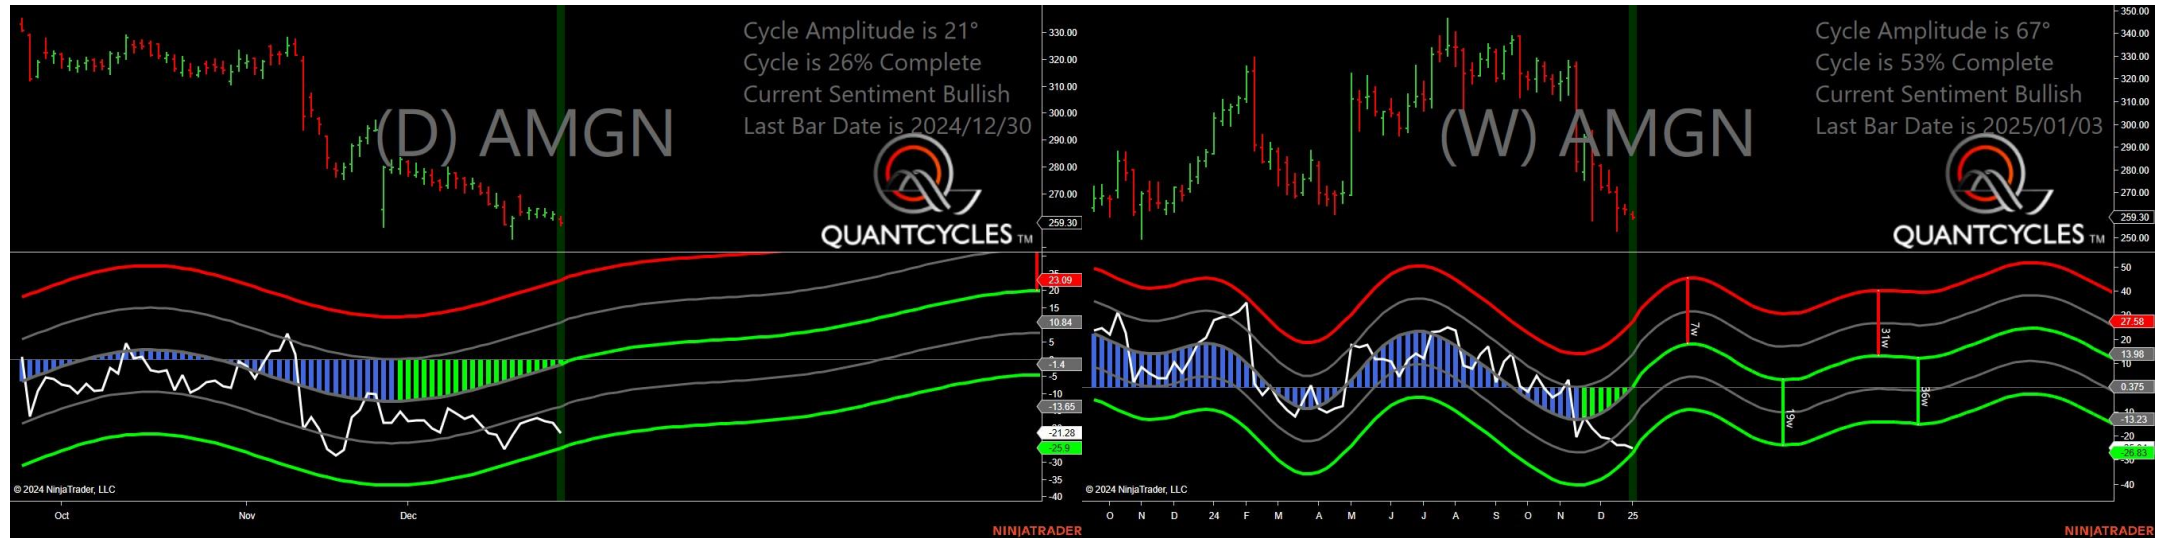 Cycle Amplitude is 21°
Cycle is 26% Complete
Current Sentiment Bullish
Last Bar Date is 2024/12/30
(D) AMGN
QUANTCYCLES TM
330.00
320.00
310.00
300.00
290.00
280.00
270.00
259.30
25
23.09
20
15
10.84
5
-1.4
-5
-10
-13.65
-21.28
-25.9
-30
-35
-40
© 2024 NinjaTrader, LLC
Oct Nov Dec
NINJATRADER
Cycle Amplitude is 67°
Cycle is 53% Complete
Current Sentiment Bullish
Last Bar Date is 2025/01/03
(W) AMGN
QUANTCYCLES TM
350.00
340.00
330.00
320.00
310.00
300.00
290.00
280.00
270.00
259.30
250.00
50
40
27.58
20
13.98
10
0.375
-10
-13.23
-20
-26.83
-30
-40
7w
19w
31w
36w
© 2024 NinjaTrader, LLC
O N D 24 F M A M J J A S O N D 25
NINJATRADER